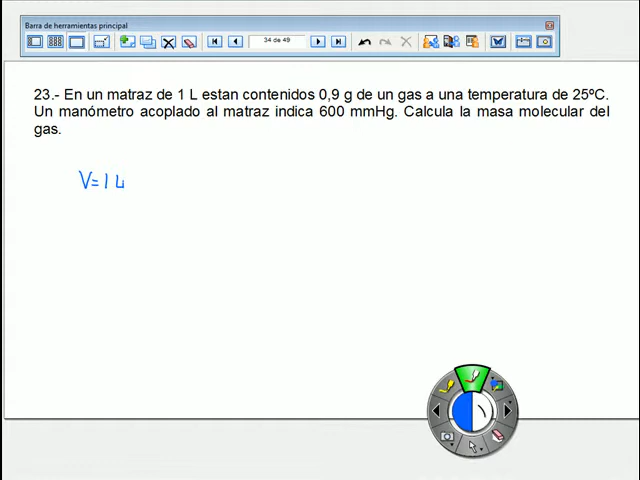 Barra de herramientas principal
34 de 49
23.- En un matraz de 1 L estan contenidos 0,9 g de un gas a una temperatura de 25ºC.
Un manómetro acoplado al matraz indica 600 mmHg. Calcula la masa molecular del
gas.
V=1 L